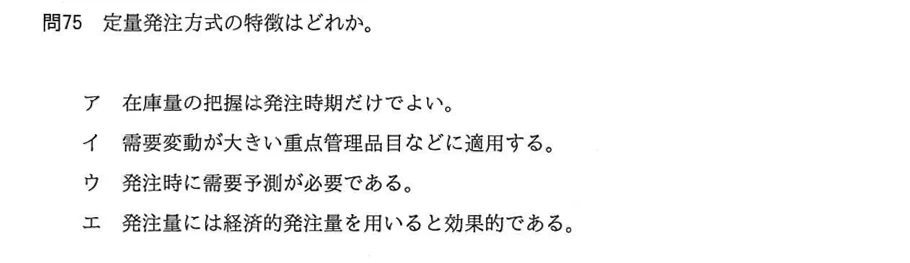 問75　定量発注方式の特徴はどれか。
ア　在庫量の把握は発注時期だけでよい。
イ　需要変動が大きい重点管理品目などに適用する。
ウ　発注時に需要予測が必要である。
エ　発注量には経済的発注量を用いると効果的である。